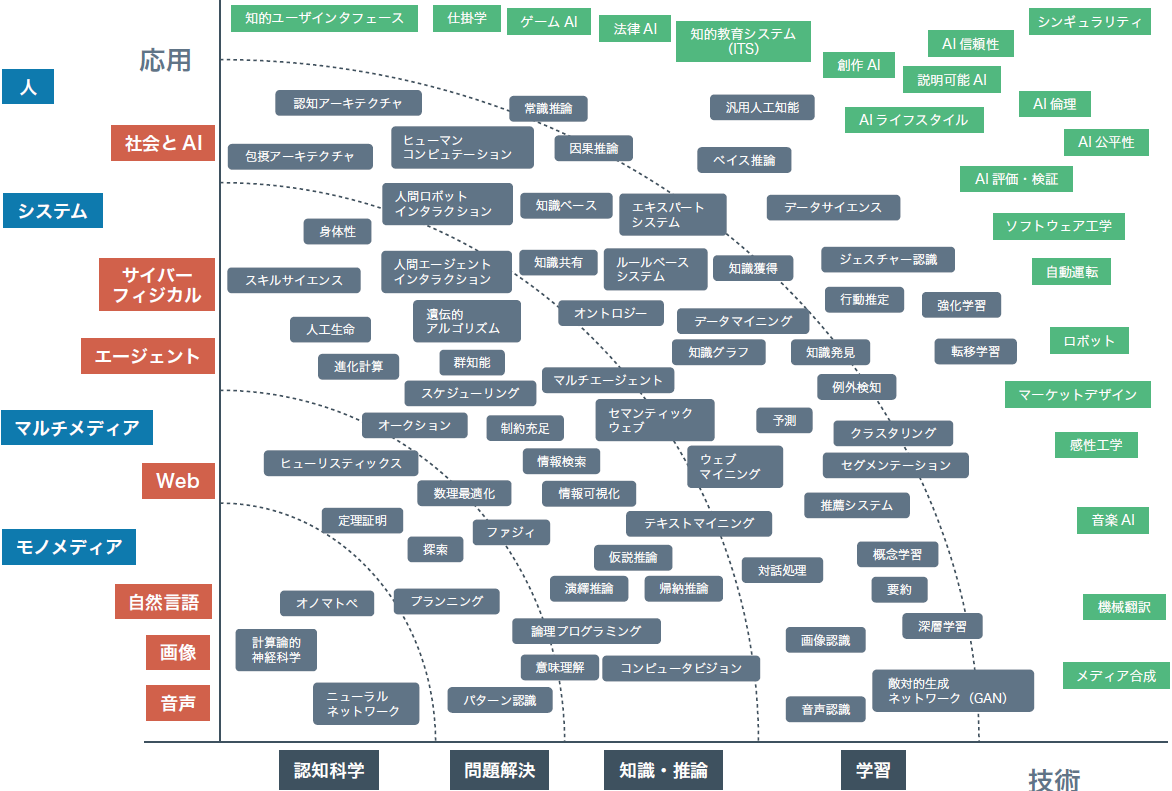 知的ユーザインタフェース
仕掛学
ゲーム AI
法律 AI
知的教育システム
（ITS）
シンギュラリティ
応用
創作 AI
AI 信頼性
説明可能 AI
人
認知アーキテクチャ
常識推論
汎用人工知能
AI ライフスタイル
AI 倫理
社会と AI
包摂アーキテクチャ
ヒューマン
コンピュテーション
因果推論
ベイス推論
AI 公平性
AI 評価・検証
システム
人間ロボット
インタラクション
知識ベース
エキスパート
システム
データサイエンス
ソフトウェア工学
身体性
サイバー
フィジカル
スキルサイエンス
人間エージェント
インタラクション
知識共有
ルールベース
システム
知識獲得
ジェスチャー認識
自動運転
人工生命
遺伝的
アルゴリズム
オントロジー
データマイニング
行動推定
強化学習
エージェント
進化計算
群知能
知識グラフ
知識発見
転移学習
ロボット
スケジューリング
マルチエージェント
例外検知
マーケットデザイン
マルチメディア
オークション
制約充足
セマンティック
ウェブ
予測
クラスタリング
感性工学
ヒューリスティックス
情報検索
ウェブ
マイニング
セグメンテーション
Web
数理最適化
情報可視化
推薦システム
定理証明
ファジィ
テキストマイニング
音楽 AI
モノメディア
探索
仮説推論
対話処理
概念学習
自然言語
オノマトペ
プランニング
演繹推論
帰納推論
要約
機械翻訳
画像
計算論的
神経科学
論理プログラミング
画像認識
深層学習
意味理解
コンピュータビジョン
メディア合成
音声
ニューラル
ネットワーク
パターン認識
音声認識
敵対的生成
ネットワーク（GAN）
認知科学
問題解決
知識・推論
学習
技術